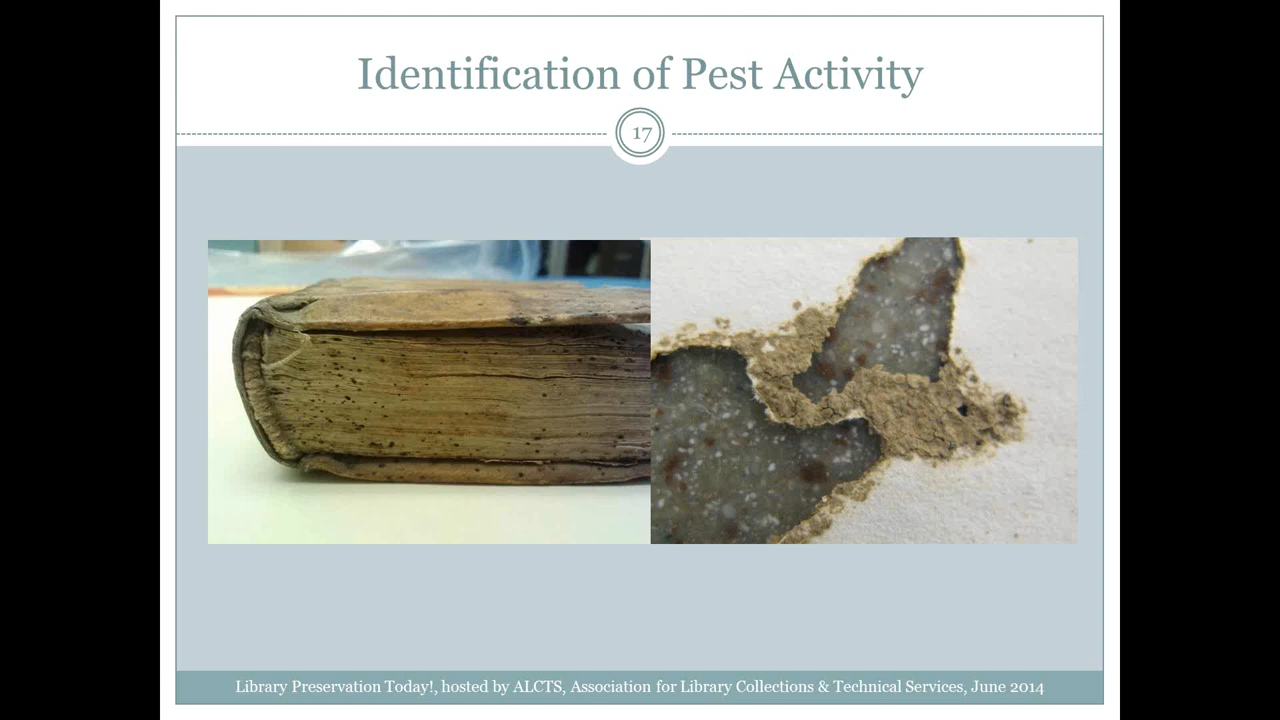 Identification of Pest Activity
17
Library Preservation Today!, hosted by ALCTS, Association for Library Collections & Technical Services, June 2014